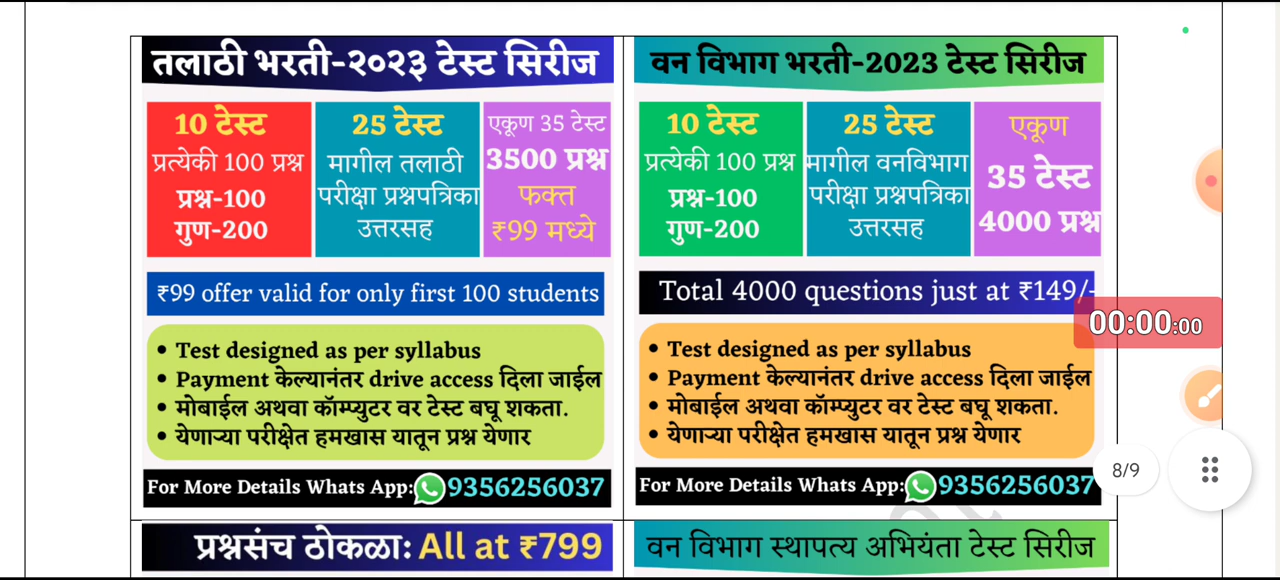 तलाठी भरती-२०२३ टेस्ट सिरीज
10 टेस्ट
प्रत्येकी 100 प्रश्न
प्रश्न-100
गुण-200
25 टेस्ट
मागील तलाठी
परीक्षा प्रश्नपत्रिका
उत्तरसह
एकूण 35 टेस्ट
3500 प्रश्न
फक्त
₹99 मध्ये
₹99 offer valid for only first 100 students
• Test designed as per syllabus
• Payment केल्यानंतर drive access दिला जाईल
• मोबाईल अथवा कॉम्प्युटर वर टेस्ट बघू शकता.
• येणाऱ्या परीक्षेत हमखास यातून प्रश्न येणार
For More Details Whats App: 9356256037
वन विभाग भरती-2023 टेस्ट सिरीज
10 टेस्ट
प्रत्येकी 100 प्रश्न
प्रश्न-100
गुण-200
25 टेस्ट
मागील वनविभाग
परीक्षा प्रश्नपत्रिका
उत्तरसह
एकूण
35 टेस्ट
4000 प्रश्न
Total 4000 questions just at ₹149/-
• Test designed as per syllabus
• Payment केल्यानंतर drive access दिला जाईल
• मोबाईल अथवा कॉम्प्युटर वर टेस्ट बघू शकता.
• येणाऱ्या परीक्षेत हमखास यातून प्रश्न येणार
For More Details Whats App: 9356256037
00:00:00
8/9
प्रश्नसंच ठोकळा: All at ₹799
वन विभाग स्थापत्य अभियंता टेस्ट सिरीज